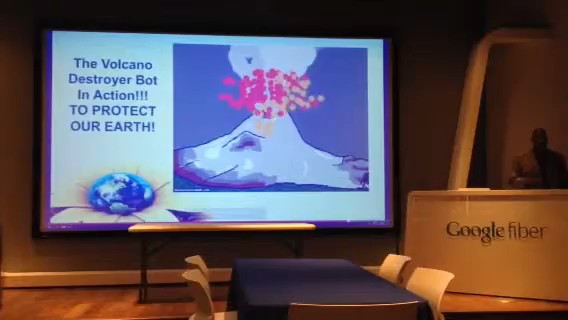 The Volcano
Destroyer Bot
In Action!!!
TO PROTECT
OUR EARTH!
Google fiber